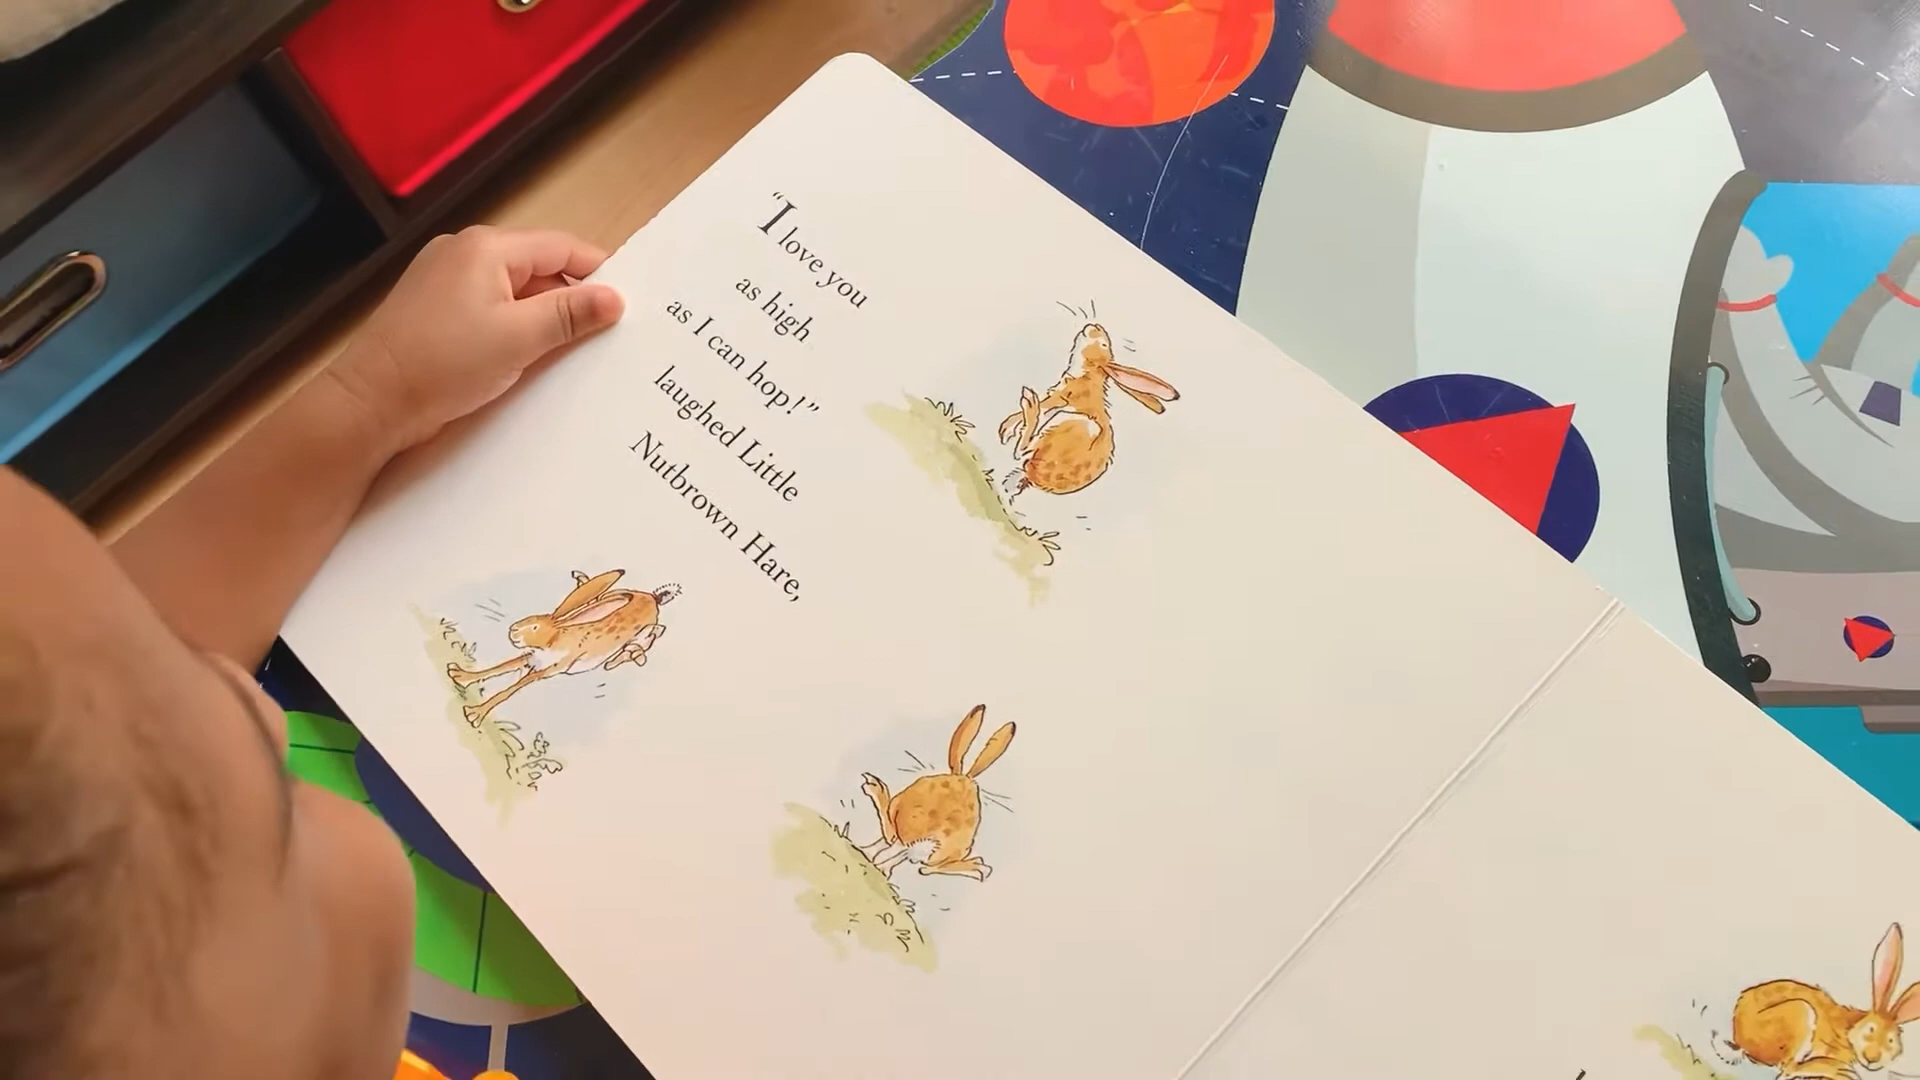 “I love you
as high
as I can hop!”
laughed Little
Nutbrown Hare,